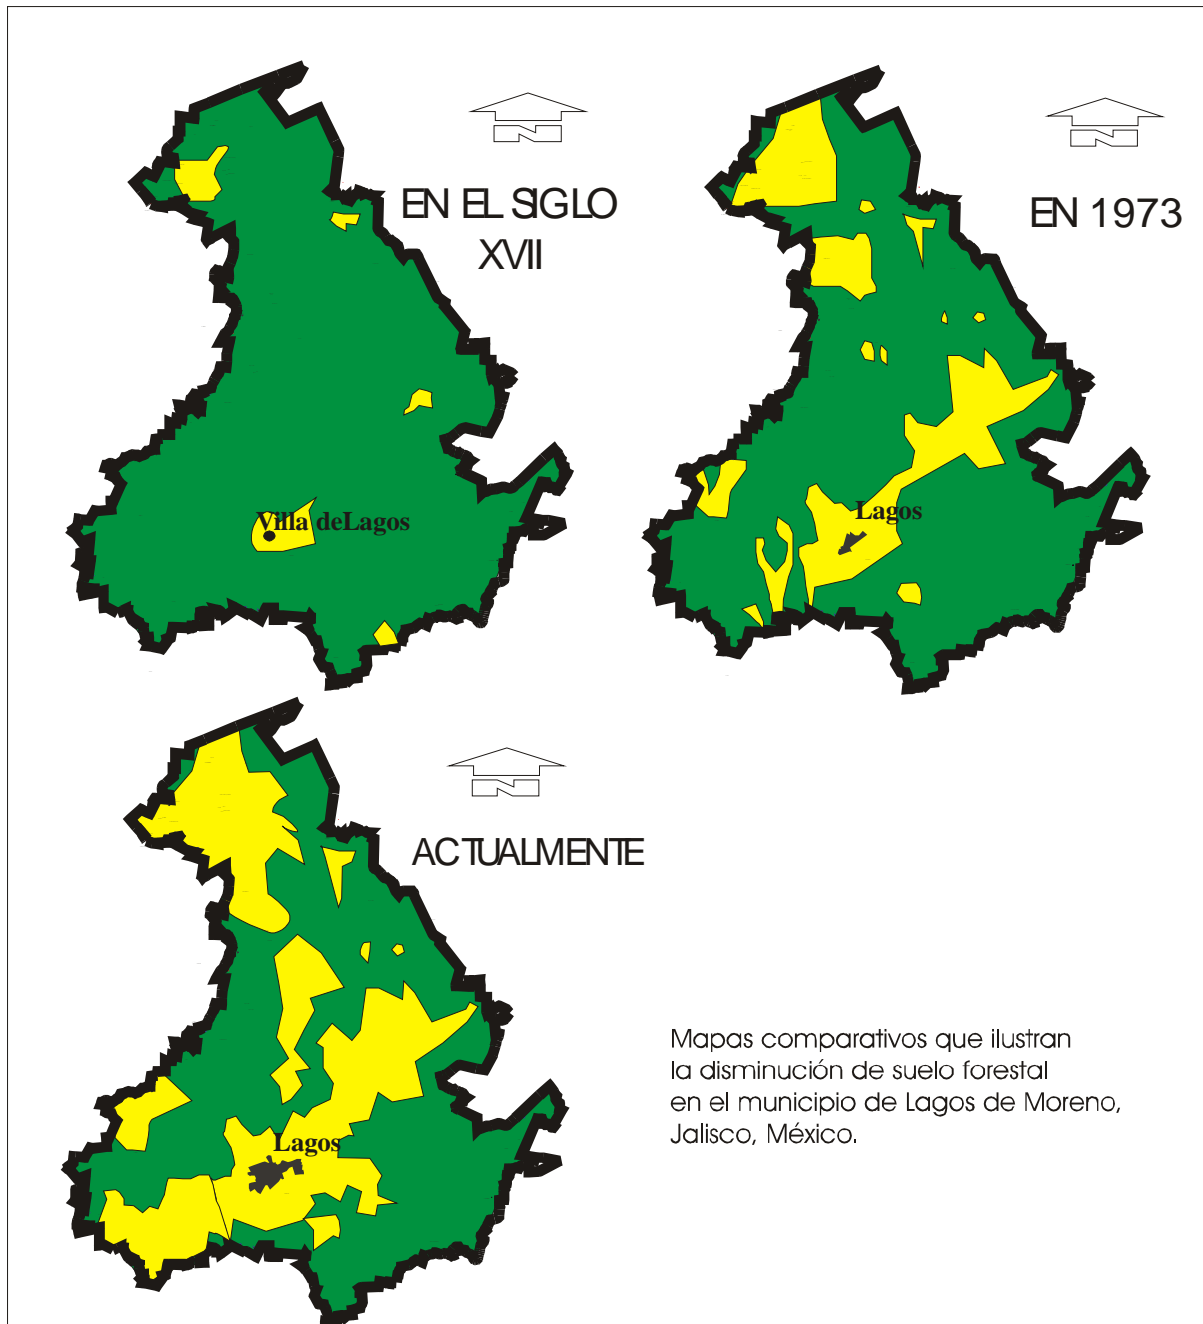 N
EN EL SIGLO
XVII
Villa deLagos
N
EN 1973
Lagos
N
ACTUALMENTE
Lagos
Mapas comparativos que ilustran
la disminución de suelo forestal
en el municipio de Lagos de Moreno,
Jalisco, México.